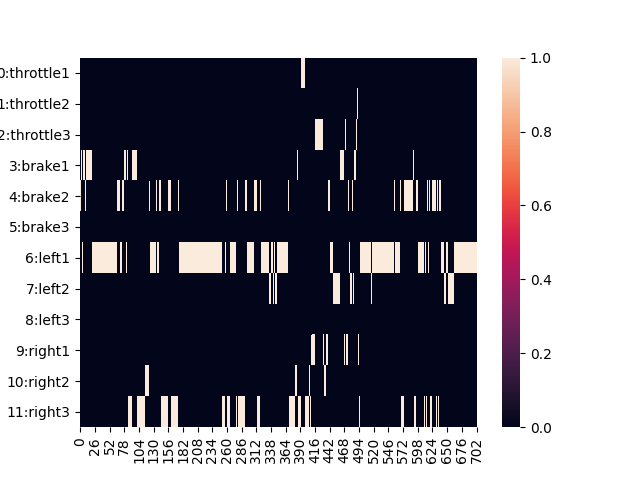 0:throttle1
1:throttle2
2:throttle3
3:brake1
4:brake2
5:brake3
6:left1
7:left2
8:left3
9:right1
10:right2
11:right3
0 26 52 78 104 130 156 182 208 234 260 286 312 338 364 390 416 442 468 494 520 546 572 598 624 650 676 702
1.0
0.8
0.6
0.4
0.2
0.0